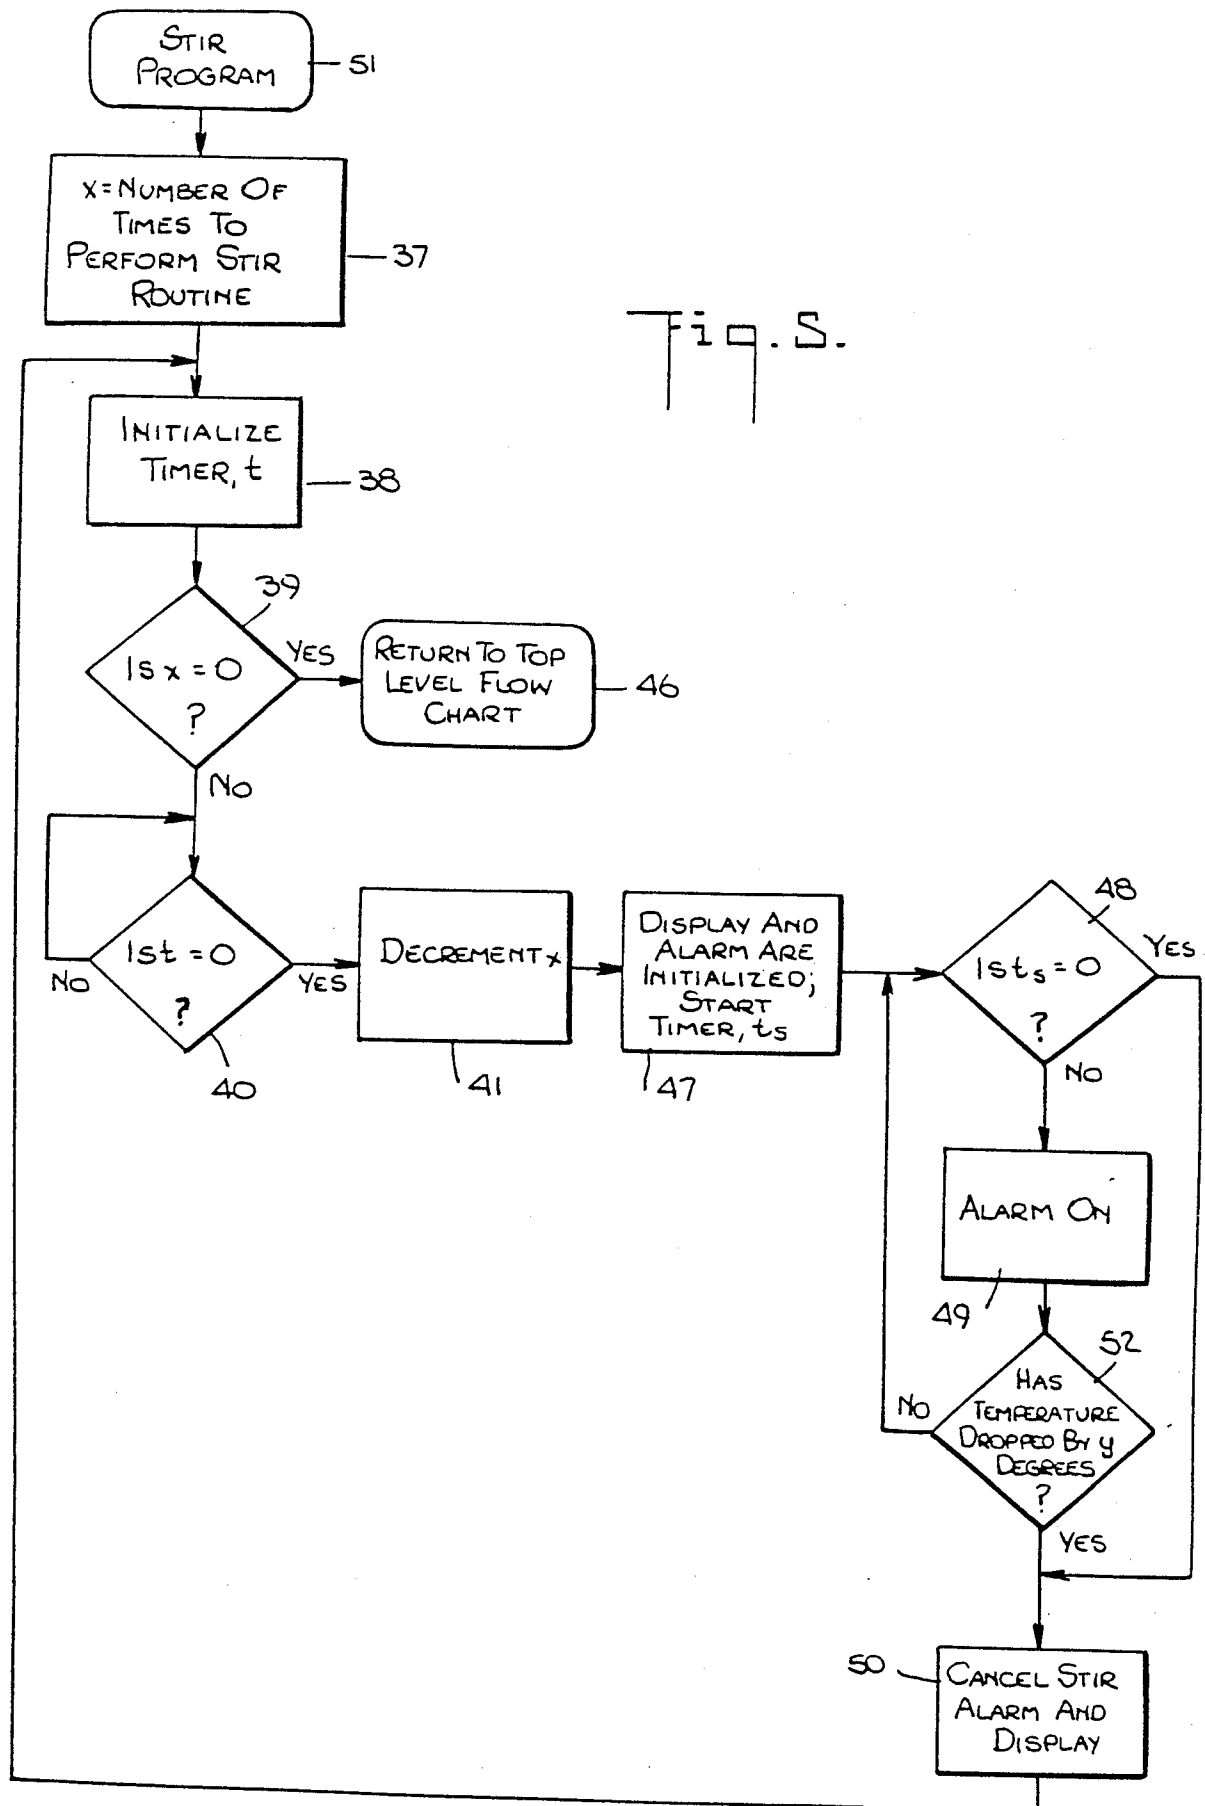 STIR
PROGRAM
51
x=NUMBER OF
TIMES TO
PERFORM STIR
ROUTINE
37
Fig. 5.
INITIALIZE
TIMER, t
38
39
Is x = 0
?
YES
RETURN TO TOP
LEVEL FLOW
CHART
46
NO
Is t = 0
?
NO
YES
40
DECREMENT x
41
DISPLAY AND
ALARM ARE
INITIALIZED;
START
TIMER, ts
47
48
Is ts = 0
?
YES
NO
ALARM ON
49
52
HAS
TEMPERATURE
DROPPED BY y
DEGREES
?
NO
YES
50
CANCEL STIR
ALARM AND
DISPLAY